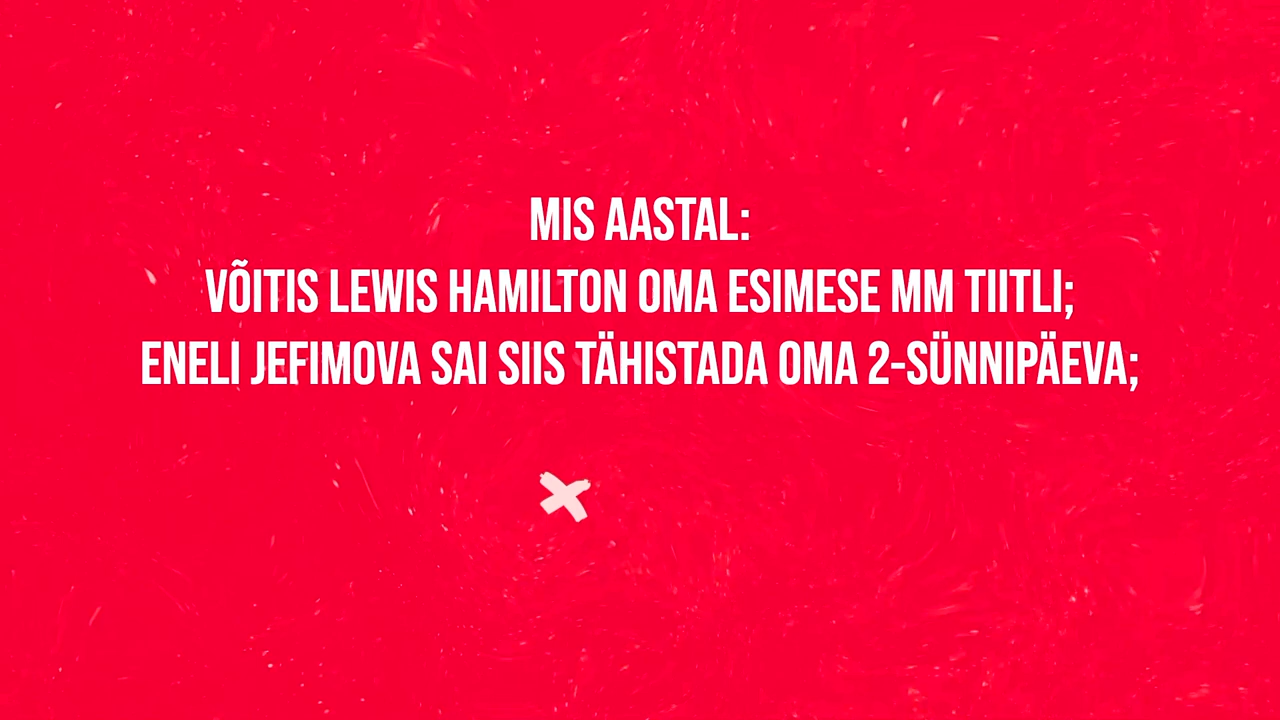 MIS AASTAL:
VÕITIS LEWIS HAMILTON OMA ESIMESE MM TIITLI;
ENELI JEFIMOVA SAI SIIS TÄHISTADA OMA 2-SÜNNIPÄEVA;